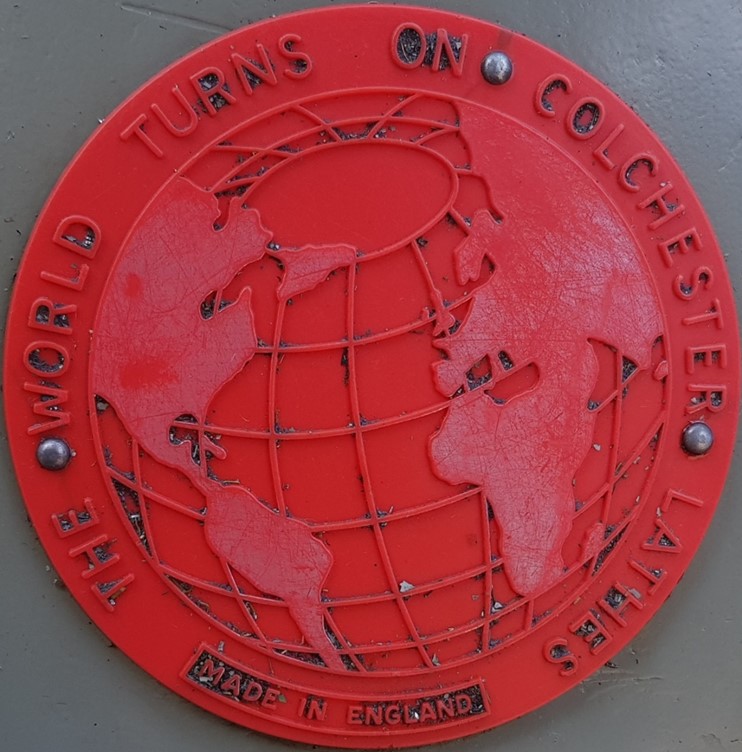 THE WORLD TURNS ON COLCHESTER LATHES
MADE IN ENGLAND